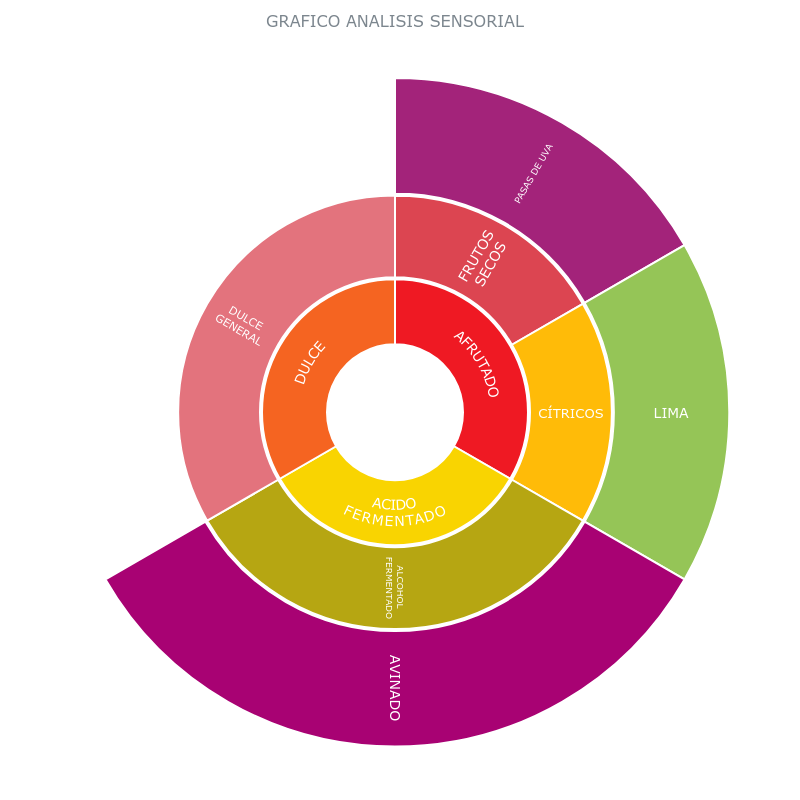 GRAFICO ANALISIS SENSORIAL
PASAS DE UVA
FRUTOS
SECOS
AFRUTADO
CÍTRICOS
LIMA
ACIDO
FERMENTADO
ALCOHOL
FERMENTADO
AVINADO
DULCE
DULCE
GENERAL